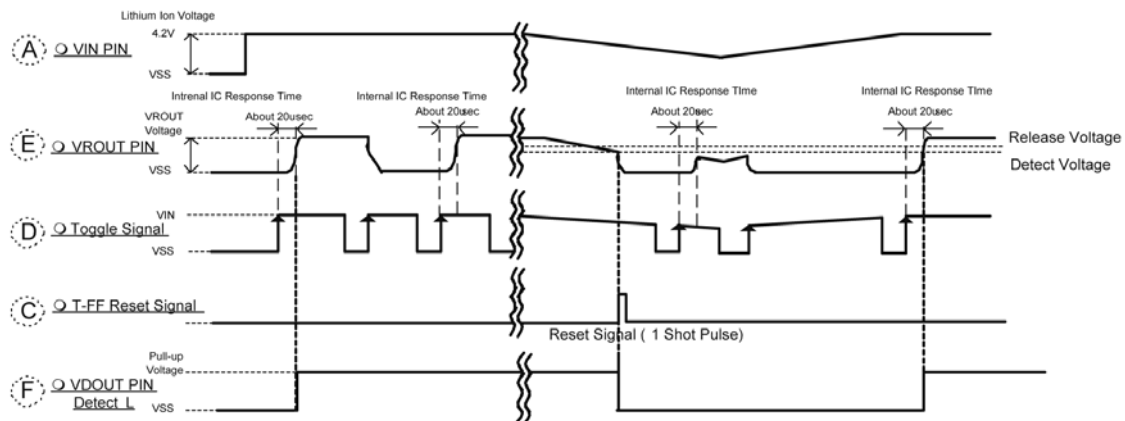 Lithium Ion Voltage
4.2V
A VIN PIN
VSS
Intrenal IC Response Time
Internal IC Response Time
Internal IC Response TIme
Internal IC Response TIme
VROUT
Voltage
About 20usec
About 20usec
About 20usec
About 20usec
Release Voltage
E VROUT PIN
Detect Voltage
VSS
VIN
D Toggle Signal
VSS
C T-FF Reset Signal
Reset Signal ( 1 Shot Pulse)
Pull-up
Voltage
F VDOUT PIN
Detect L
VSS